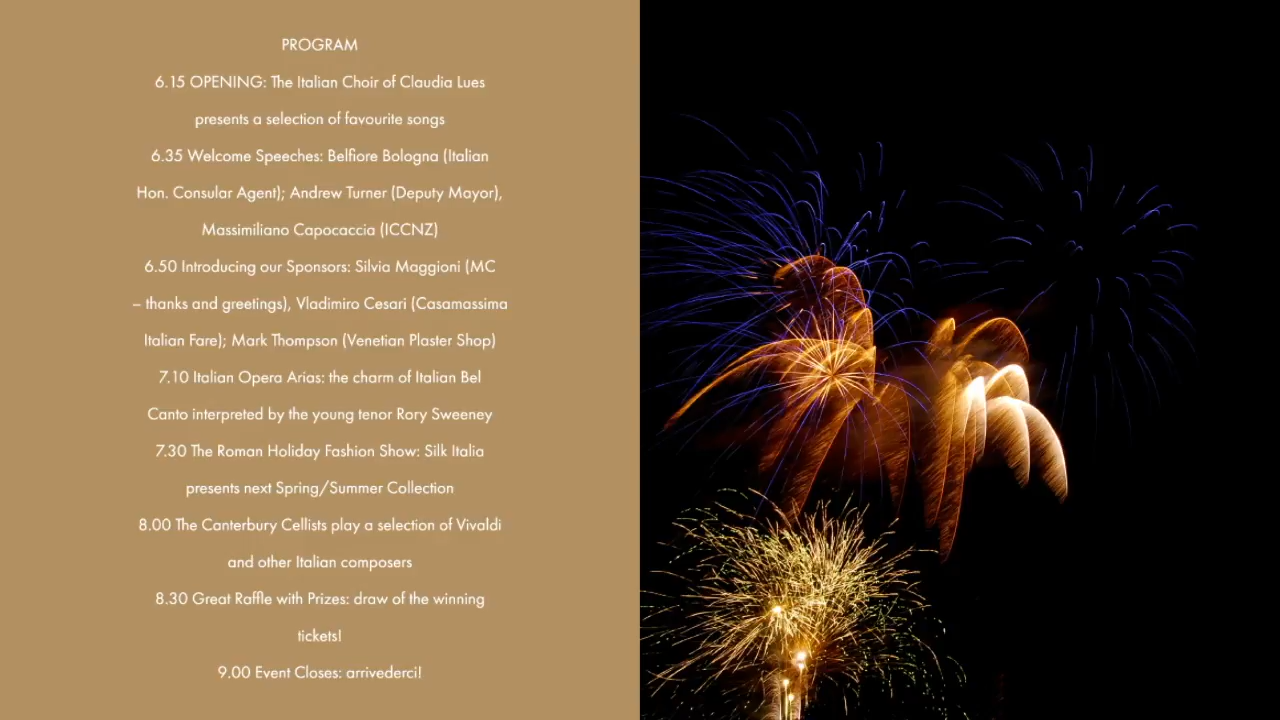 PROGRAM
6.15 OPENING: The Italian Choir of Claudia Lues
presents a selection of favourite songs
6.35 Welcome Speeches: Belfiore Bologna (Italian
Hon. Consular Agent); Andrew Turner (Deputy Mayor),
Massimiliano Capocaccia (ICCNZ)
6.50 Introducing our Sponsors: Silvia Maggioni (MC
– thanks and greetings), Vladimiro Cesari (Casamassima
Italian Fare); Mark Thompson (Venetian Plaster Shop)
7.10 Italian Opera Arias: the charm of Italian Bel
Canto interpreted by the young tenor Rory Sweeney
7.30 The Roman Holiday Fashion Show: Silk Italia
presents next Spring/Summer Collection
8.00 The Canterbury Cellists play a selection of Vivaldi
and other Italian composers
8.30 Great Raffle with Prizes: draw of the winning
tickets!
9.00 Event Closes: arrivederci!